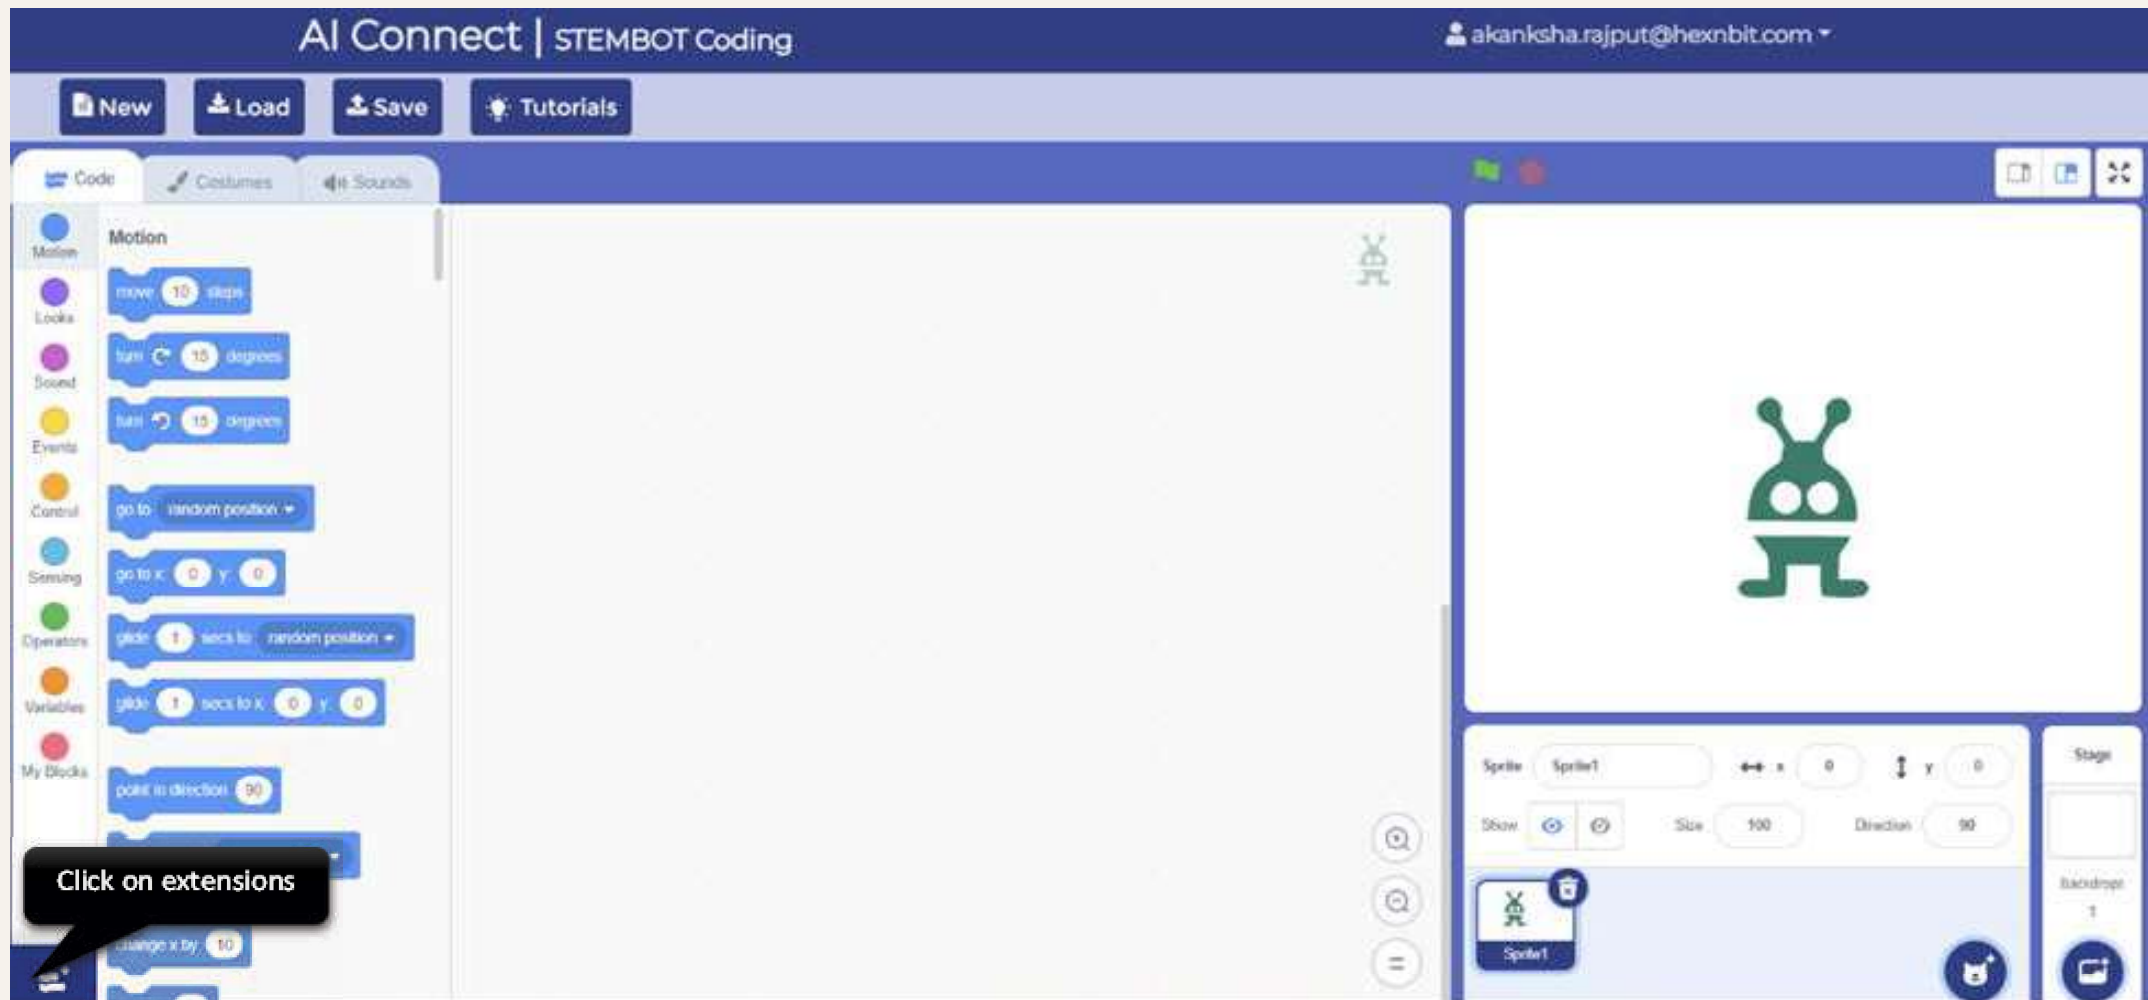 AI Connect | STEMBOT Coding
akanksha.rajput@hexnbit.com
New Load Save Tutorials
Code Costumes Sounds
Motion
Looks
Sound
Events
Control
Sensing
Operators
Variables
My Blocks
Motion
move 10 steps
turn 15 degrees
turn 15 degrees
go to random position
go to x: 0 y: 0
glide 1 secs to random position
glide 1 secs to x: 0 y: 0
point in direction 90
Click on extensions
change x by 10
Sprite Sprite1 x 0 y 0
Show Size 100 Direction 90
Sprite1
Stage
Backdrops
1